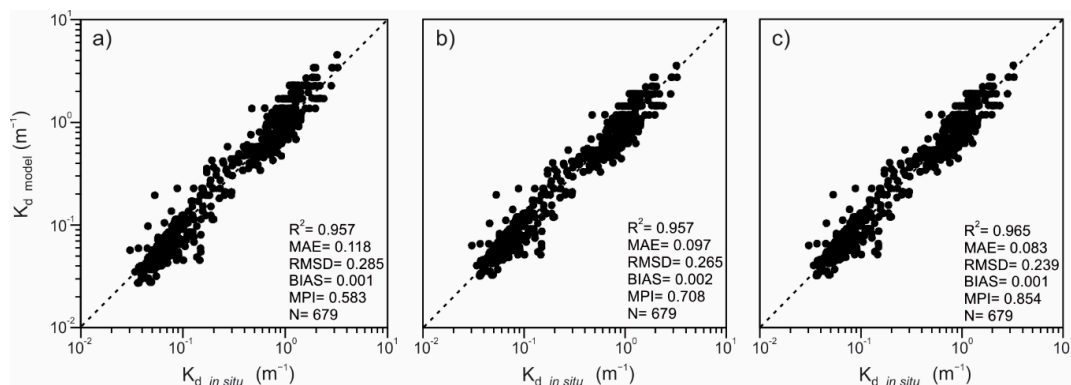 a)
10¹
10⁰
10⁻¹
10⁻²
K_d model (m⁻¹)
R² = 0.957
MAE= 0.118
RMSD= 0.285
BIAS= 0.001
MPI= 0.583
N= 679
10⁻² 10⁻¹ 10⁰ 10¹
K_d in situ (m⁻¹)
b)
R² = 0.957
MAE= 0.097
RMSD= 0.265
BIAS= 0.002
MPI= 0.708
N= 679
10⁻² 10⁻¹ 10⁰ 10¹
K_d in situ (m⁻¹)
c)
R² = 0.965
MAE= 0.083
RMSD= 0.239
BIAS= 0.001
MPI= 0.854
N= 679
10⁻² 10⁻¹ 10⁰ 10¹
K_d in situ (m⁻¹)